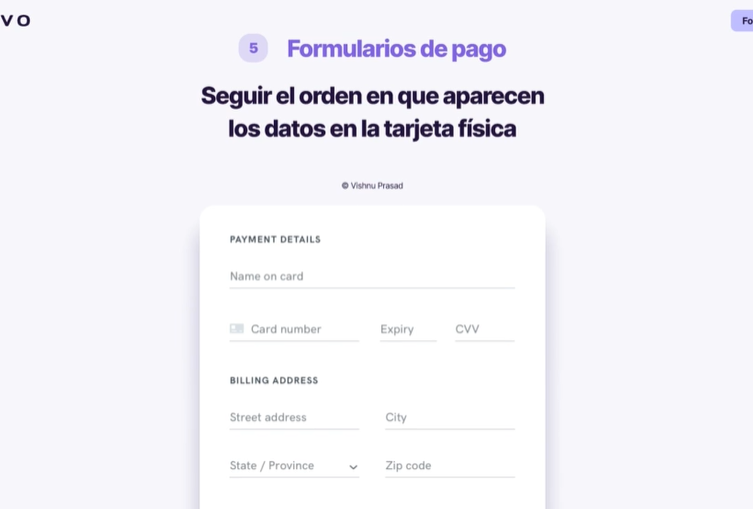 VO
Fo
5 Formularios de pago
Seguir el orden en que aparecen
los datos en la tarjeta física
© Vishnu Prasad
PAYMENT DETAILS
Name on card
Card number Expiry CVV
BILLING ADDRESS
Street address City
State / Province Zip code